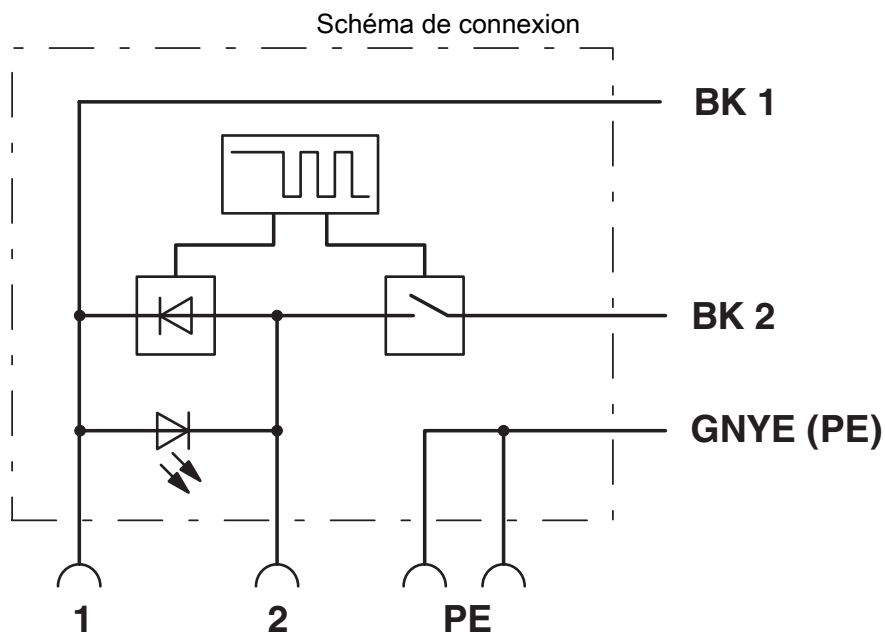 Schéma de connexion
BK 1
BK 2
GNYE (PE)
1 2 PE